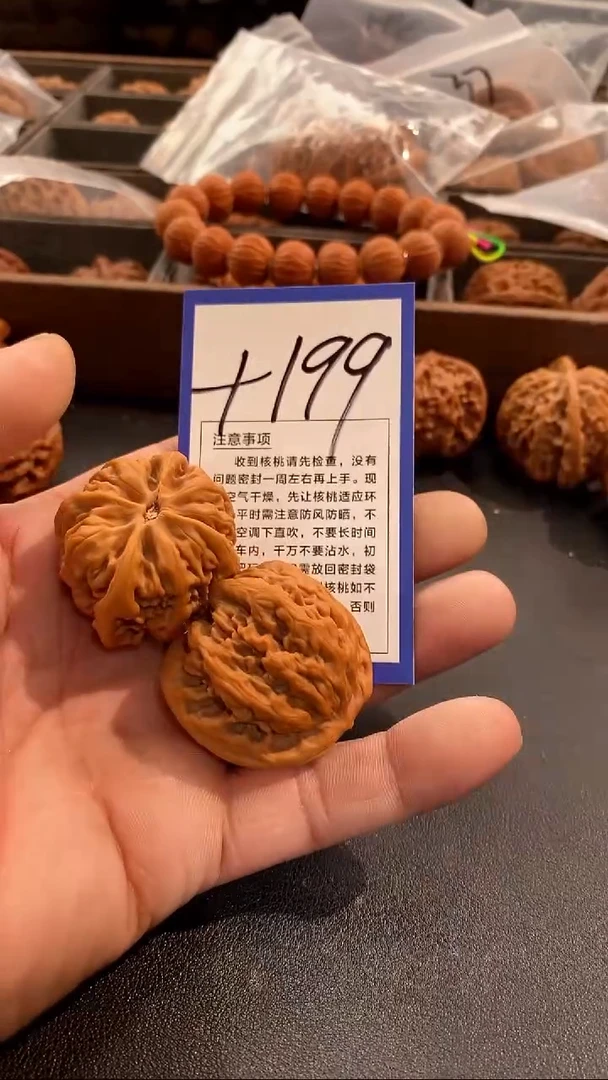 +199
注意事项
收到核桃请先检查，没有
问题密封一周左右再上手。现
空气干燥，先让核桃适应环
平时需注意防风防晒，不
空调下直吹，不要长时间
车内，千万不要沾水，初
需放回密封袋
核桃如不
否则